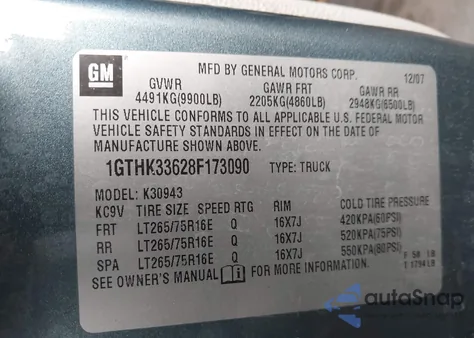 GM
MFD BY GENERAL MOTORS CORP. 12/07
GVWR GAWR FRT GAWR RR
4491KG(9900LB) 2205KG(4860LB) 2948KG(6500LB)
THIS VEHICLE CONFORMS TO ALL APPLICABLE U.S. FEDERAL MOTOR
VEHICLE SAFETY STANDARDS IN EFFECT ON THE DATE OF
MANUFACTURE SHOWN ABOVE.
1GTHK33628F173090 TYPE: TRUCK
MODEL: K30943
KC9V TIRE SIZE SPEED RTG RIM COLD TIRE PRESSURE
FRT LT265/75R16E Q 16X7J 420KPA(60PSI)
RR LT265/75R16E Q 16X7J 520KPA(75PSI)
SPA LT265/75R16E Q 16X7J 550KPA(80PSI)
SEE OWNER'S MANUAL FOR MORE INFORMATION.
F 50 LB
T 1794LB
autoSnap